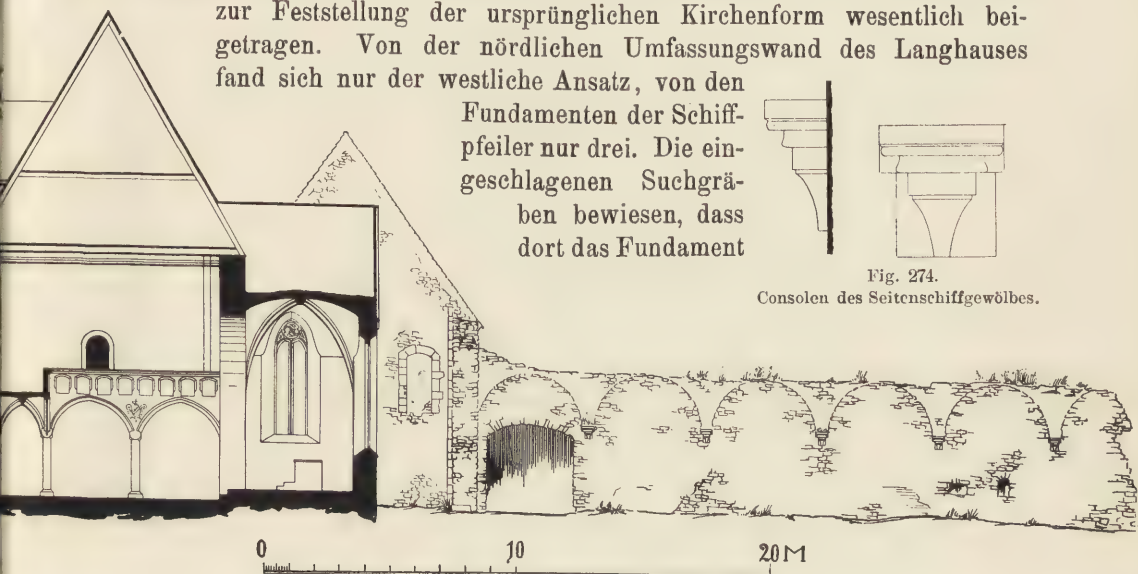 zur Feststellung der ursprünglichen Kirchenform wesentlich bei-
getragen. Von der nördlichen Umfassungswand des Langhauses
fand sich nur der westliche Ansatz, von den
Fundamenten der Schiff-
pfeiler nur drei. Die ein-
geschlagenen Suchgrä-
ben bewiesen, dass
dort das Fundament
Fig. 274.
Consolen des Seitenschiffgewölbes.
0 10 20 M